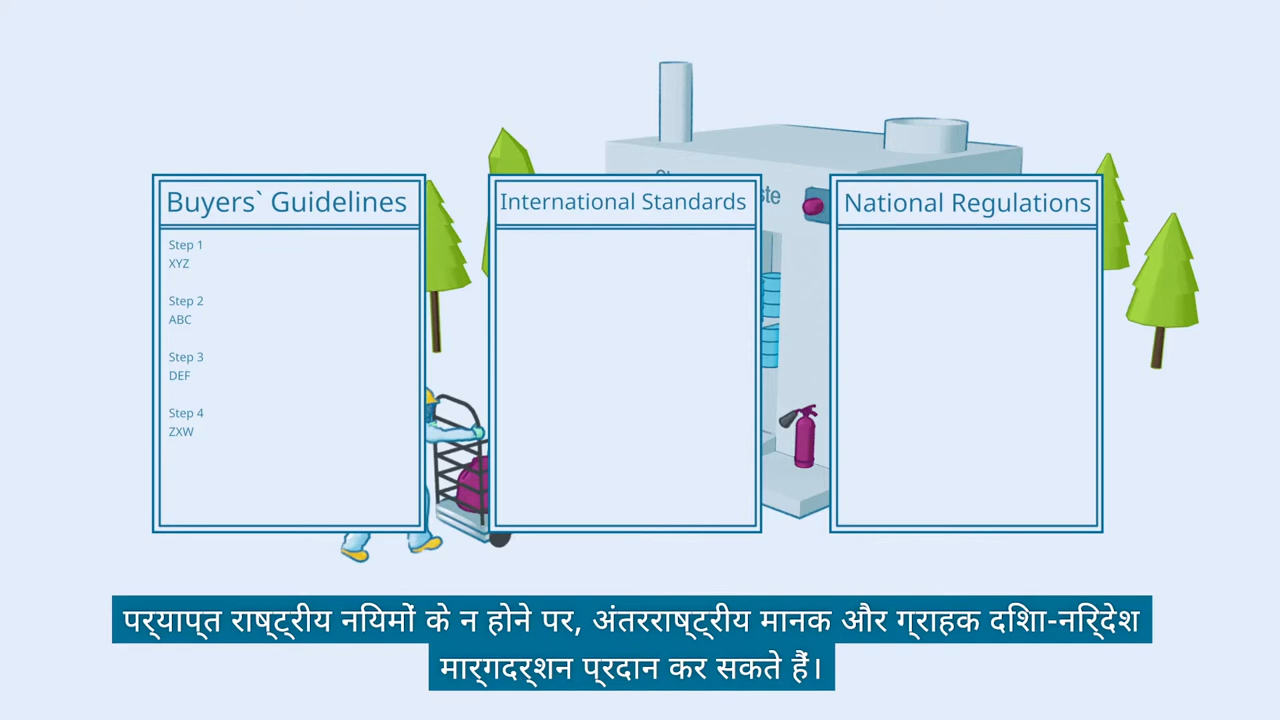 Buyers` Guidelines
Step 1
XYZ
Step 2
ABC
Step 3
DEF
Step 4
ZXW
International Standards
National Regulations
पर्याप्त राष्ट्रीय नियमों के न होने पर, अंतरराष्ट्रीय मानक और ग्राहक दिशा-निर्देश
मार्गदर्शन प्रदान कर सकते हैं।